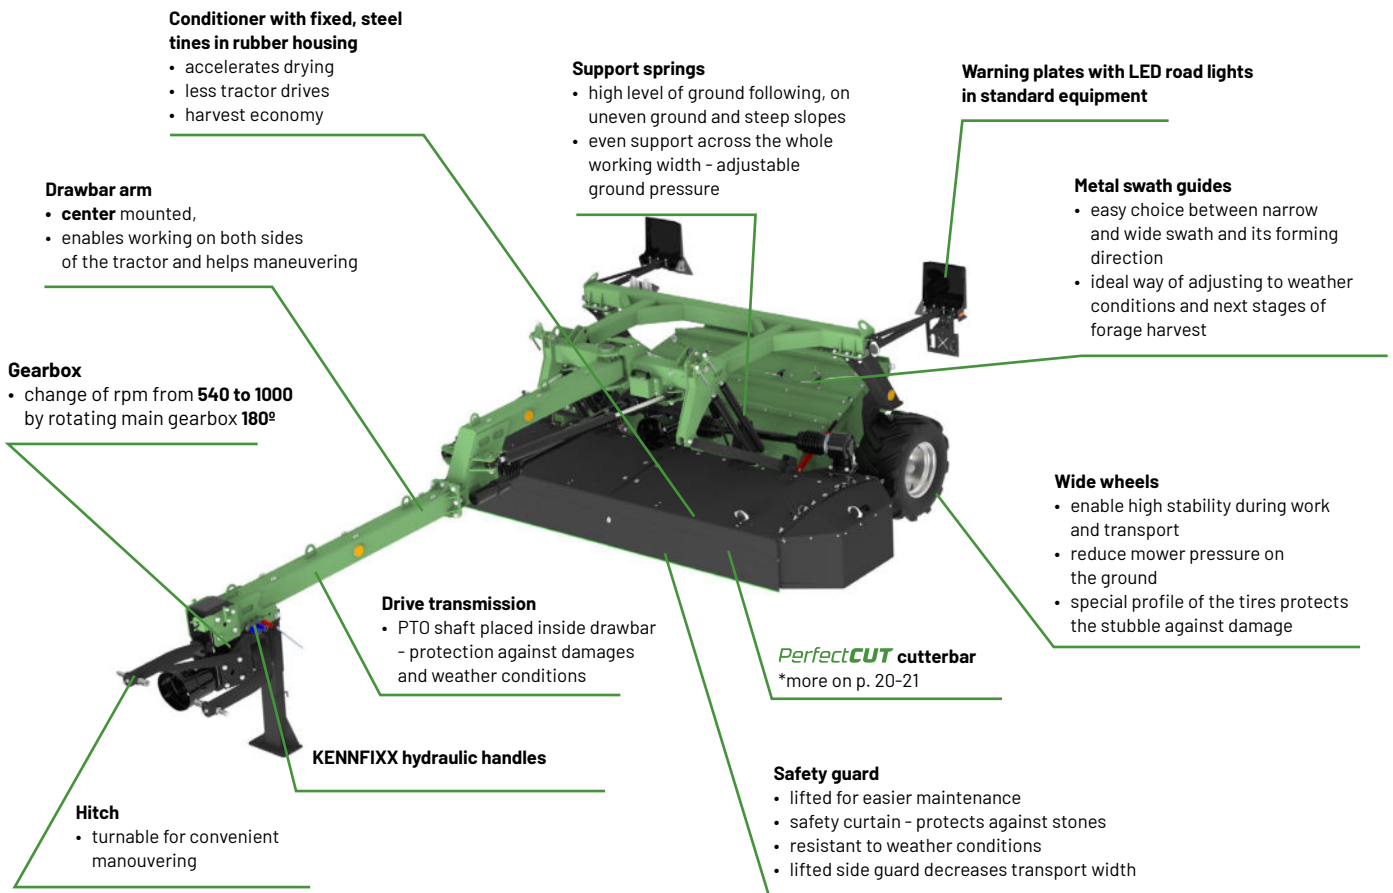 Conditioner with fixed, steel
tines in rubber housing
• accelerates drying
• less tractor drives
• harvest economy
Support springs
• high level of ground following, on
uneven ground and steep slopes
• even support across the whole
working width - adjustable
ground pressure
Warning plates with LED road lights
in standard equipment
Drawbar arm
• center mounted,
• enables working on both sides
of the tractor and helps maneuvering
Metal swath guides
• easy choice between narrow
and wide swath and its forming
direction
• ideal way of adjusting to weather
conditions and next stages of
forage harvest
Gearbox
• change of rpm from 540 to 1000
by rotating main gearbox 180º
Wide wheels
• enable high stability during work
and transport
• reduce mower pressure on
the ground
• special profile of the tires protects
the stubble against damage
Drive transmission
• PTO shaft placed inside drawbar
- protection against damages
and weather conditions
PerfectCUT cutterbar
*more on p. 20-21
KENNFIXX hydraulic handles
Hitch
• turnable for convenient
manouvering
Safety guard
• lifted for easier maintenance
• safety curtain - protects against stones
• resistant to weather conditions
• lifted side guard decreases transport width